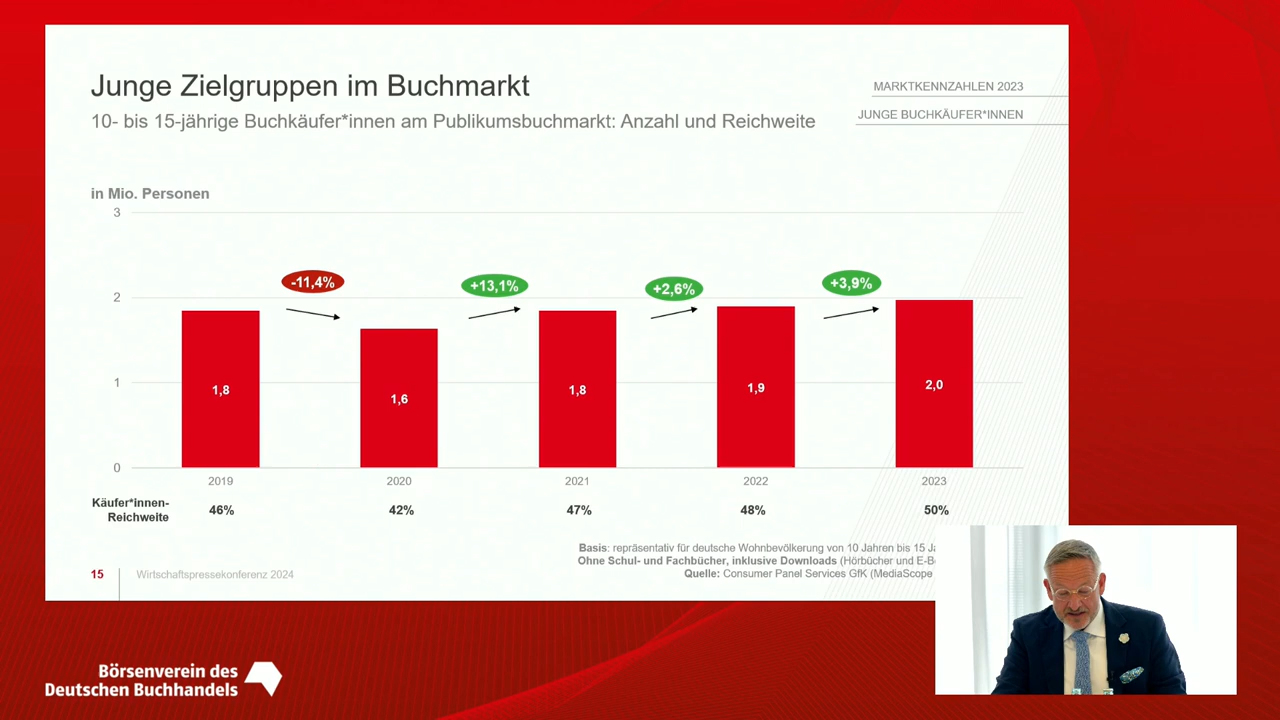 Junge Zielgruppen im Buchmarkt
10- bis 15-jährige Buchkäufer*innen am Publikumsbuchmarkt: Anzahl und Reichweite
MARKTKENNZAHLEN 2023
JUNGE BUCHKÄUFER*INNEN
in Mio. Personen
3
2
1
0
-11,4%
+13,1%
+2,6%
+3,9%
1,8
1,6
1,8
1,9
2,0
2019
2020
2021
2022
2023
Käufer*innen-
Reichweite
46%
42%
47%
48%
50%
Basis: repräsentativ für deutsche Wohnbevölkerung von 10 Jahren bis 15
Ohne Schul- und Fachbücher, inklusive Downloads (Hörbücher und
Quelle: Consumer Panel Services GfK (MediaScope
15
Wirtschaftspressekonferenz 2024
Börsenverein des
Deutschen Buchhandels